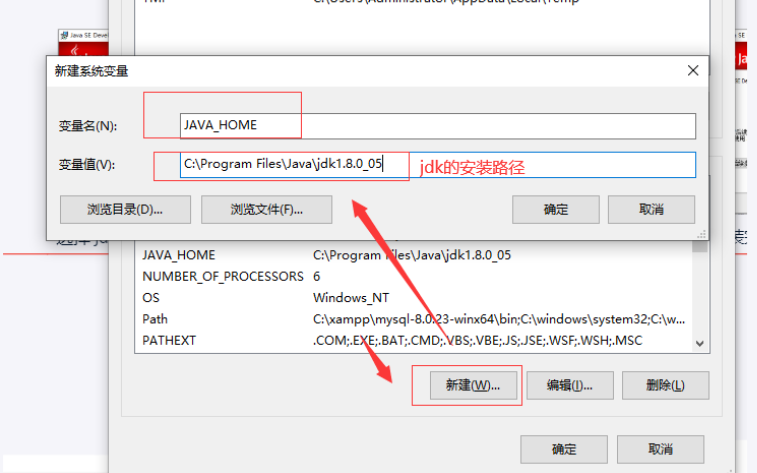 C:\Users\Administrator\AppData\Local\Temp
Java SE Deve
新建系统变量
变量名(N):
JAVA_HOME
变量值(V):
C:\Program Files\Java\jdk1.8.0_05
jdk的安装路径
浏览目录(D)...
浏览文件(F)...
确定
取消
JAVA_HOME C:\Program Files\Java\jdk1.8.0_05
NUMBER_OF_PROCESSORS 6
OS Windows_NT
Path C:\xampp\mysql-8.0.23-winx64\bin;C:\windows\system32;C:\w...
PATHEXT .COM;.EXE;.BAT;.CMD;.VBS;.VBE;.JS;.JSE;.WSF;.WSH;.MSC
新建(W)...
编辑(I)...
删除(L)
确定
取消